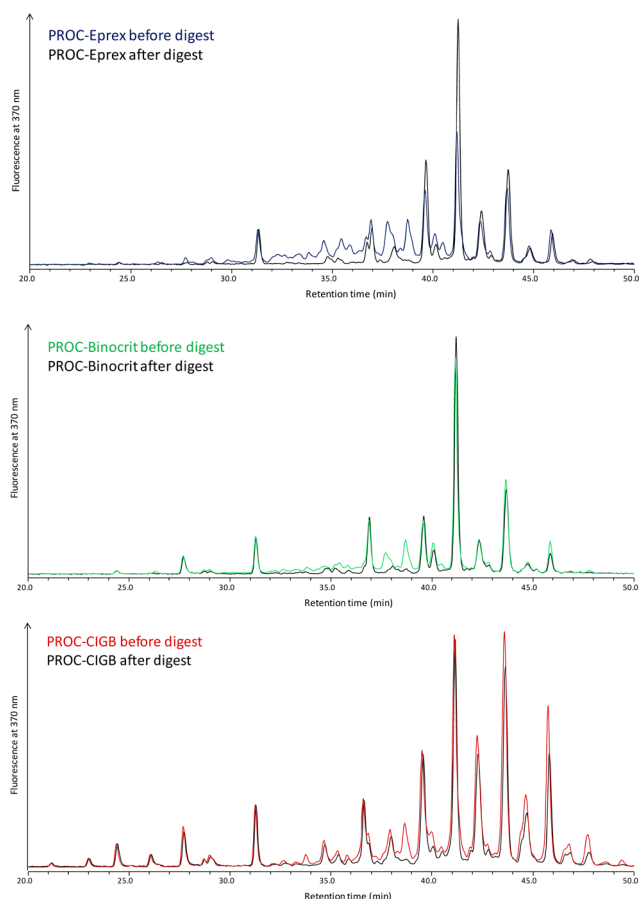 PROC-Eprex before digest
PROC-Eprex after digest
Fluorescence at 370 nm
20.0 25.0 30.0 35.0 40.0 45.0 50.0
Retention time (min)
PROC-Binocrit before digest
PROC-Binocrit after digest
Fluorescence at 370 nm
20.0 25.0 30.0 35.0 40.0 45.0 50.0
Retention time (min)
PROC-CIGB before digest
PROC-CIGB after digest
Fluorescence at 370 nm
20.0 25.0 30.0 35.0 40.0 45.0 50.0
Retention time (min)